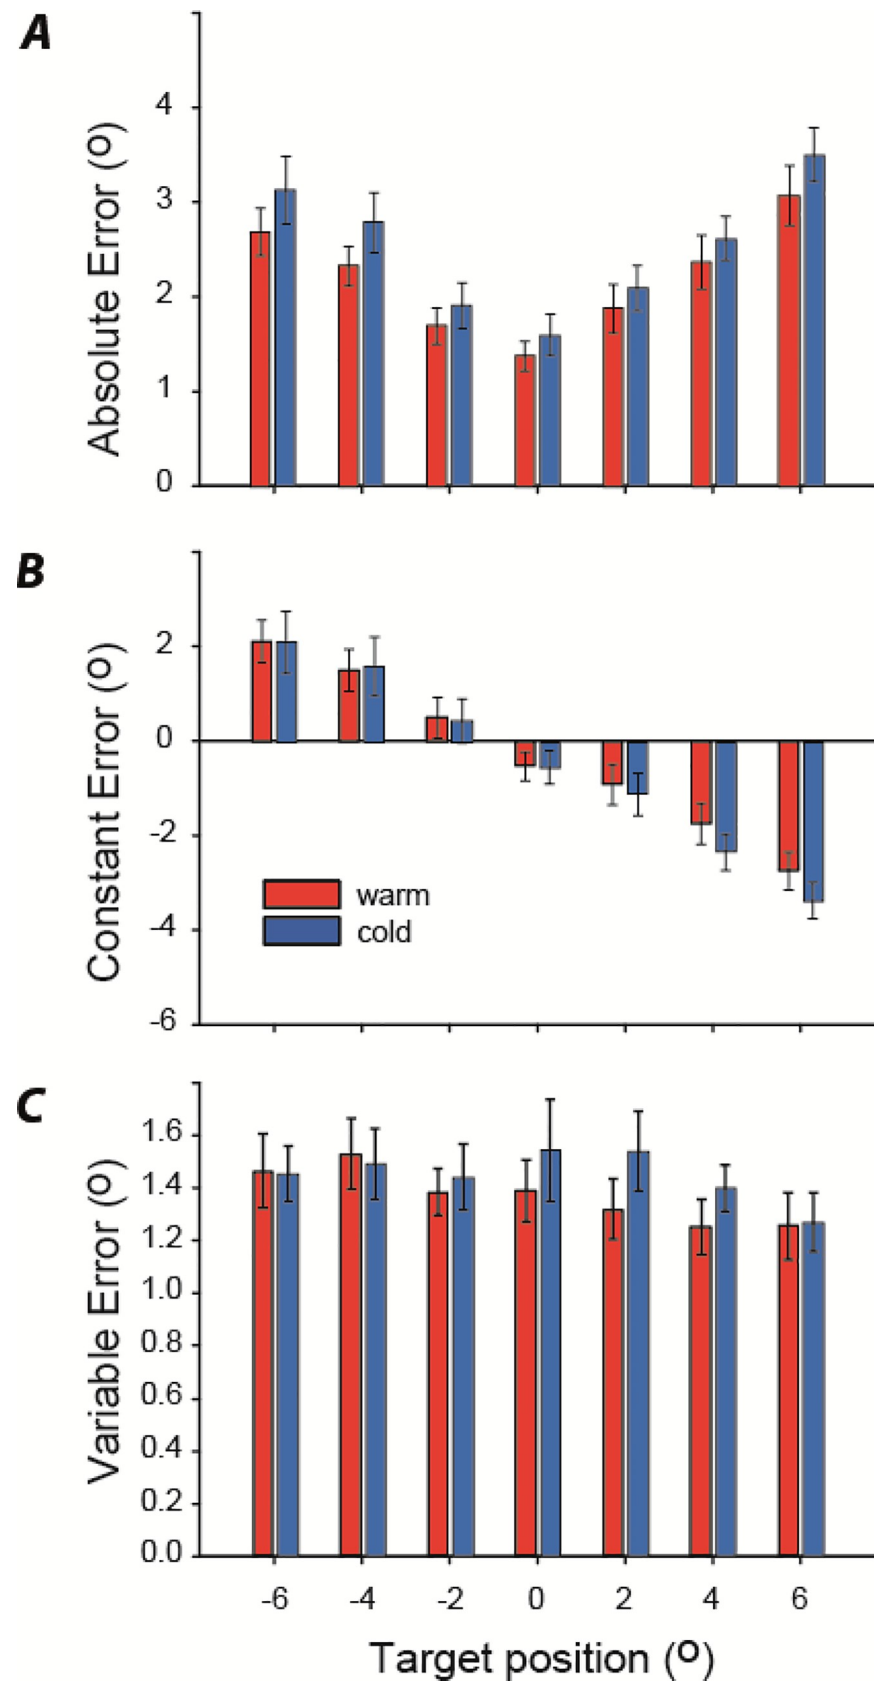 A
Absolute Error (o)
4
3
2
1
0
B
Constant Error (o)
2
0
-2
-4
-6
warm
cold
C
Variable Error (o)
1.6
1.4
1.2
1.0
0.8
0.6
0.4
0.2
0.0
-6 -4 -2 0 2 4 6
Target position (o)